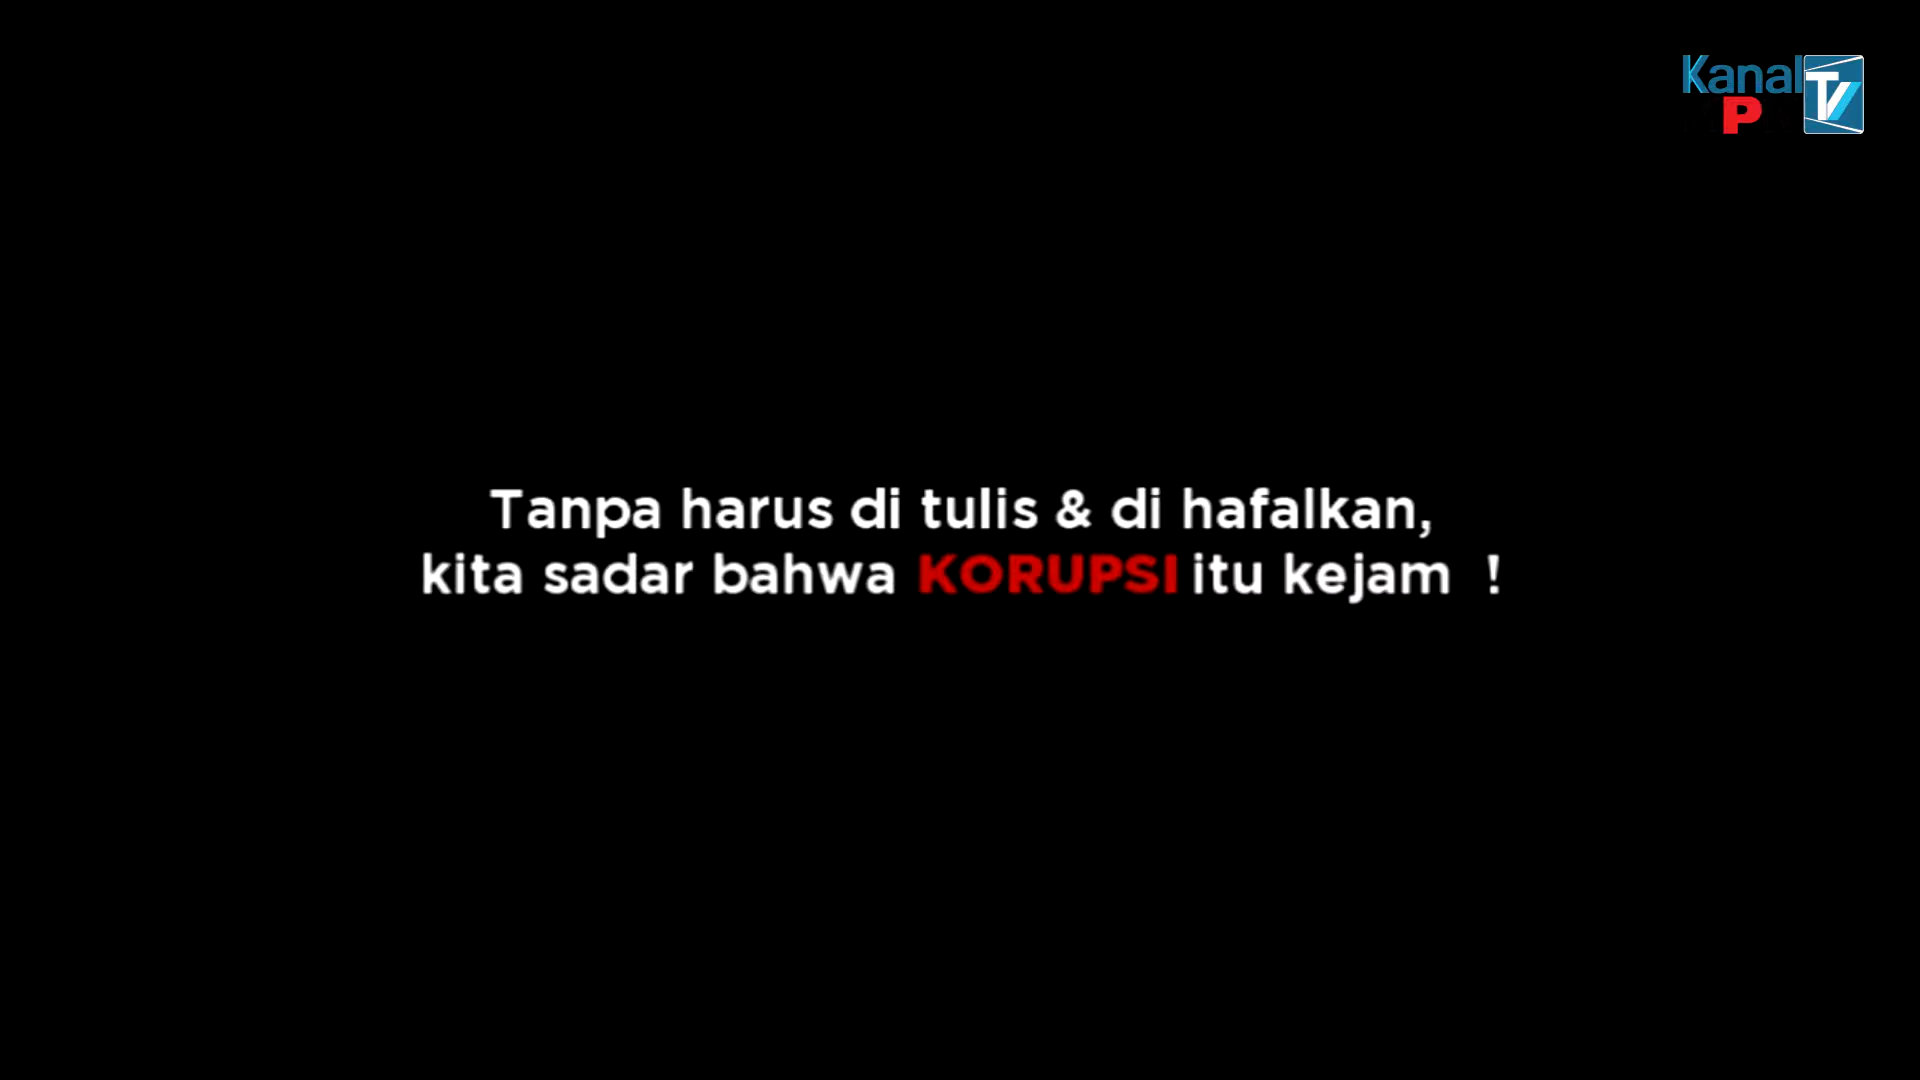 Kanal
P
TV
Tanpa harus di tulis & di hafalkan,
kita sadar bahwa KORUPSI itu kejam !